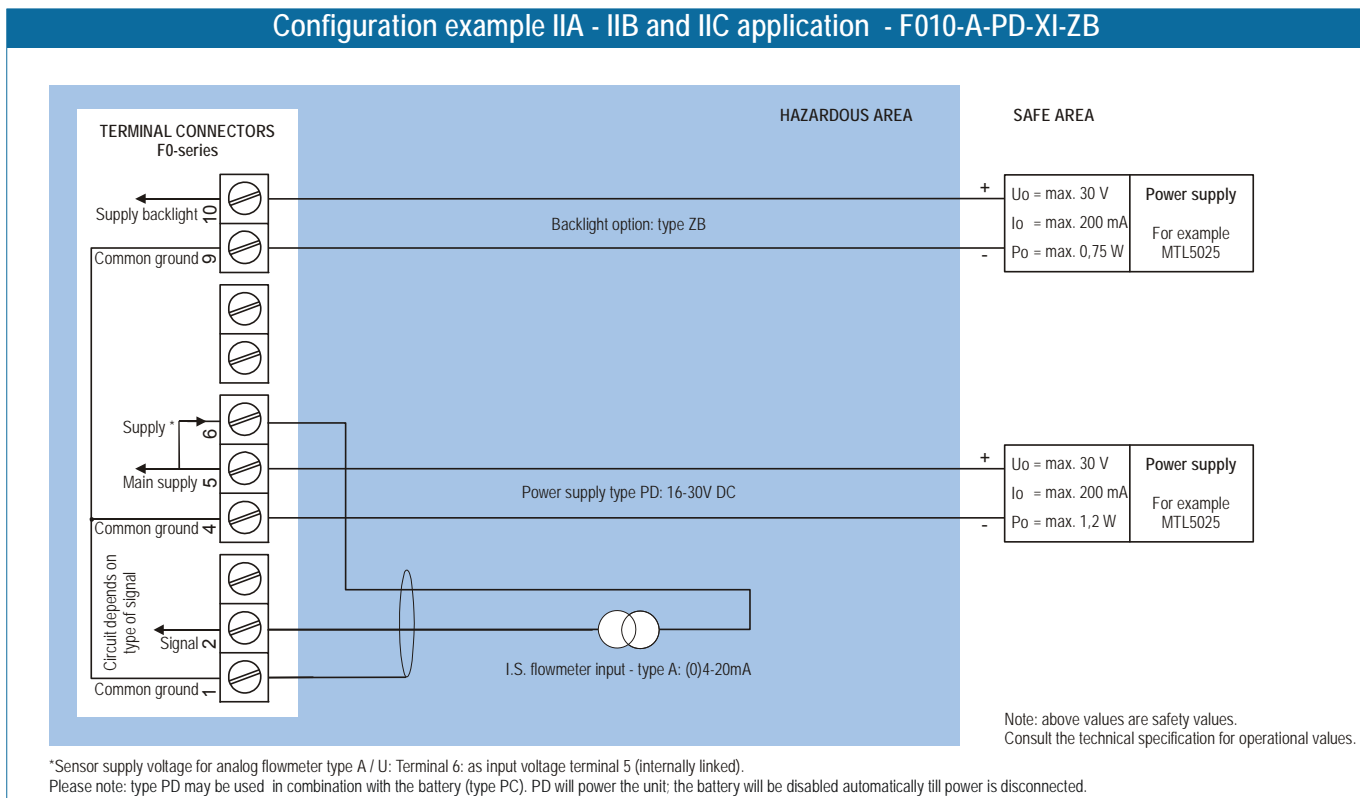 Configuration example IIA - IIB and IIC application - F010-A-PD-XI-ZB
HAZARDOUS AREA
SAFE AREA
TERMINAL CONNECTORS
F0-series
Supply backlight
10
Common ground
9
Backlight option: type ZB
+
-
Uo = max. 30 V
Io = max. 200 mA
Po = max. 0,75 W
Power supply
For example
MTL5025
Supply *
6
Main supply
5
Common ground
4
Power supply type PD: 16-30V DC
+
-
Uo = max. 30 V
Io = max. 200 mA
Po = max. 1,2 W
Power supply
For example
MTL5025
Circuit depends on
type of signal
Signal
2
Common ground
1
I.S. flowmeter input - type A: (0)4-20mA
Note: above values are safety values.
Consult the technical specification for operational values.
*Sensor supply voltage for analog flowmeter type A / U: Terminal 6: as input voltage terminal 5 (internally linked).
Please note: type PD may be used in combination with the battery (type PC). PD will power the unit; the battery will be disabled automatically till power is disconnected.